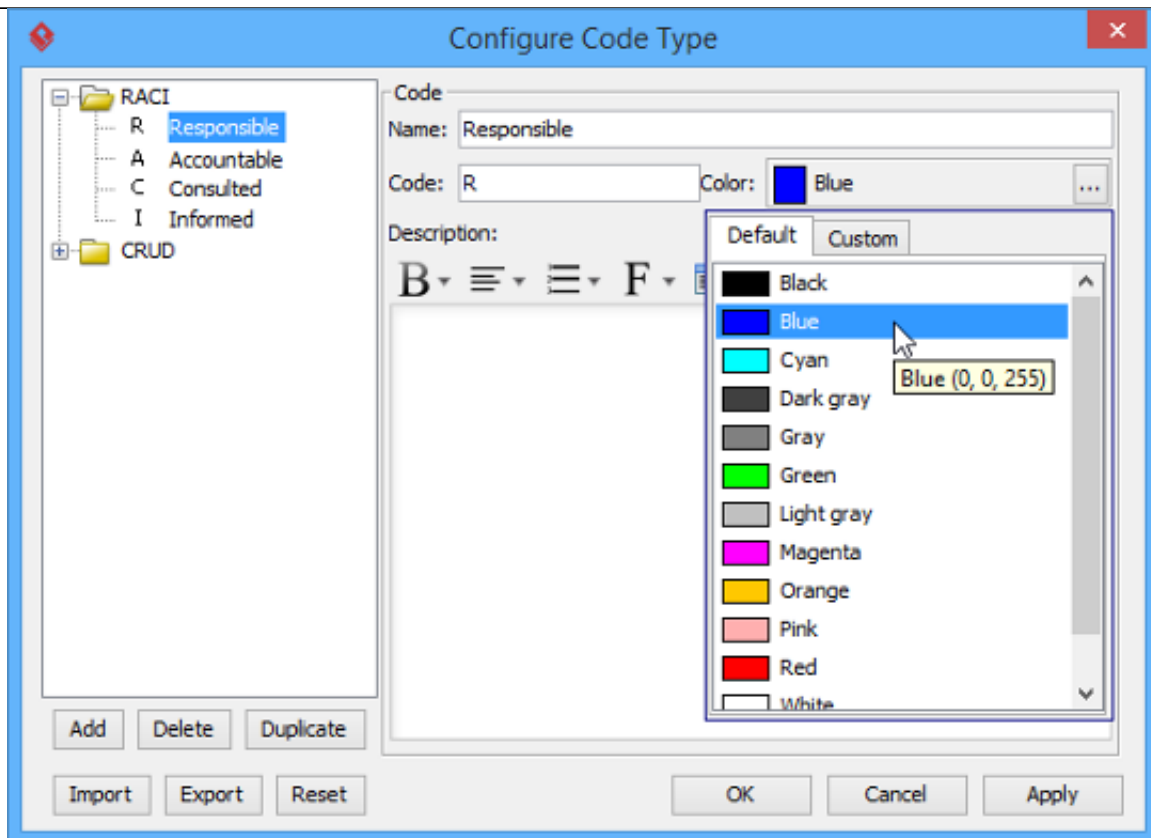 Configure Code Type
RACI
R Responsible
A Accountable
C Consulted
I Informed
CRUD
Code
Name: Responsible
Code: R Color: Blue ...
Description:
B F
Default Custom
Black
Blue
Cyan
Blue (0, 0, 255)
Dark gray
Gray
Green
Light gray
Magenta
Orange
Pink
Red
White
Add Delete Duplicate
Import Export Reset OK Cancel Apply